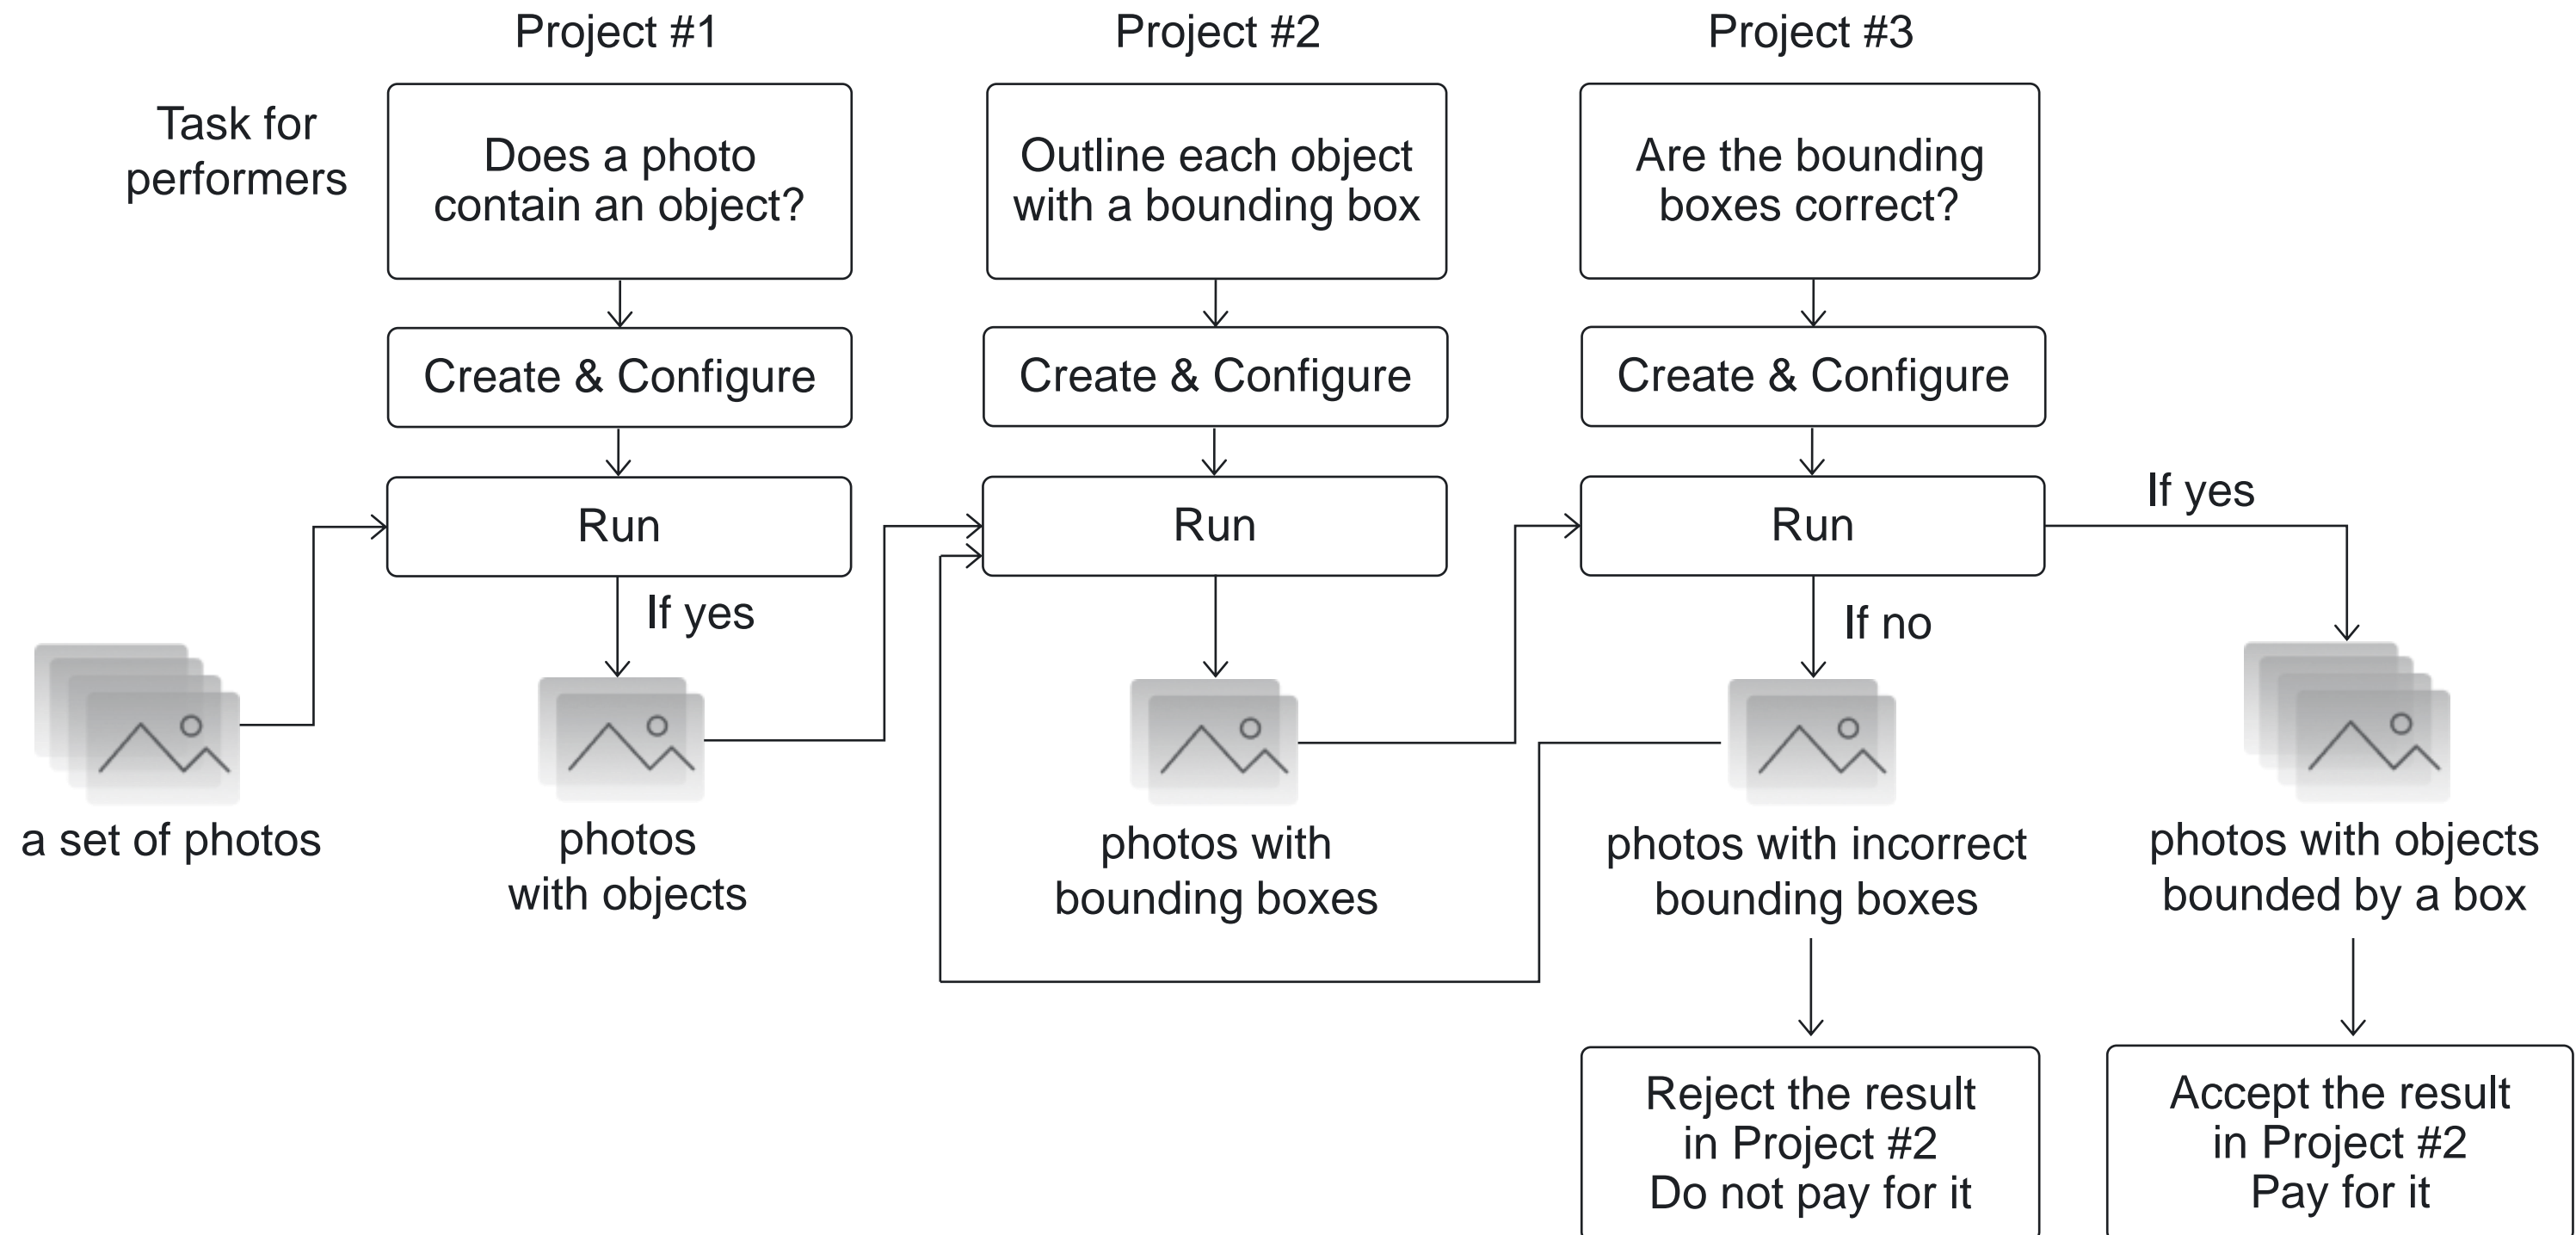 Project #1
Project #2
Project #3
Task for
performers
Does a photo
contain an object?
Outline each object
with a bounding box
Are the bounding
boxes correct?
Create & Configure
Create & Configure
Create & Configure
Run
Run
Run
If yes
If yes
If no
a set of photos
photos
with objects
photos with
bounding boxes
photos with incorrect
bounding boxes
photos with objects
bounded by a box
Reject the result
in Project #2
Do not pay for it
Accept the result
in Project #2
Pay for it